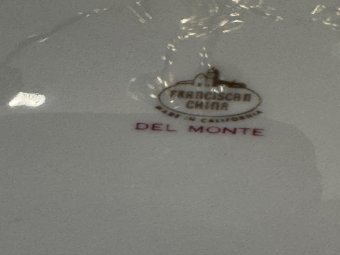 FRANCISCAN
CHINA
MADE IN CALIFORNIA
DEL MONTE